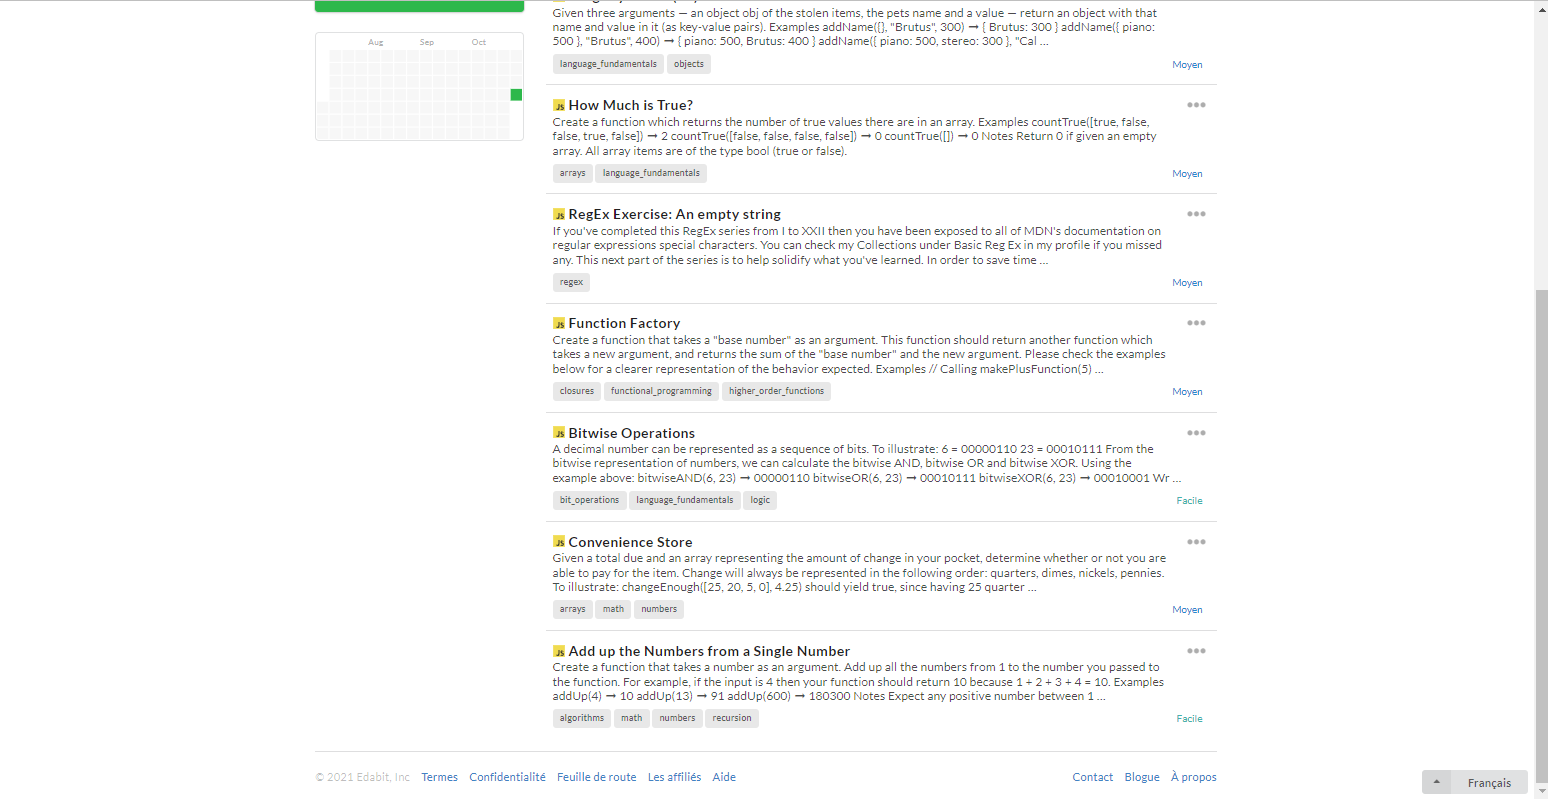 Aug Sep Oct
Given three arguments — an object obj of the stolen items, the pets name and a value — return an object with that
name and value in it (as key-value pairs). Examples addName({}, "Brutus", 300) ➞ { Brutus: 300 } addName({ piano:
500 }, "Brutus", 400) ➞ { piano: 500, Brutus: 400 } addName({ piano: 500, stereo: 300 }, "Cal ...
language_fundamentals objects
Moyen
JS How Much is True?
Create a function which returns the number of true values there are in an array. Examples countTrue([true, false,
false, true, false]) ➞ 2 countTrue([false, false, false, false]) ➞ 0 countTrue([]) ➞ 0 Notes Return 0 if given an empty
array. All array items are of the type bool (true or false).
arrays language_fundamentals
Moyen
JS RegEx Exercise: An empty string
If you've completed this RegEx series from I to XXII then you have been exposed to all of MDN's documentation on
regular expressions special characters. You can check my Collections under Basic Reg Ex in my profile if you missed
any. This next part of the series is to help solidify what you've learned. In order to save time ...
regex
Moyen
JS Function Factory
Create a function that takes a "base number" as an argument. This function should return another function which
takes a new argument, and returns the sum of the "base number" and the new argument. Please check the examples
below for a clearer representation of the behavior expected. Examples // Calling makePlusFunction(5) ...
closures functional_programming higher_order_functions
Moyen
JS Bitwise Operations
A decimal number can be represented as a sequence of bits. To illustrate: 6 = 00000110 23 = 00010111 From the
bitwise representation of numbers, we can calculate the bitwise AND, bitwise OR and bitwise XOR. Using the
example above: bitwiseAND(6, 23) ➞ 00000110 bitwiseOR(6, 23) ➞ 00010111 bitwiseXOR(6, 23) ➞ 00010001 Wr ...
bit_operations language_fundamentals logic
Facile
JS Convenience Store
Given a total due and an array representing the amount of change in your pocket, determine whether or not you are
able to pay for the item. Change will always be represented in the following order: quarters, dimes, nickels, pennies.
To illustrate: changeEnough([25, 20, 5, 0], 4.25) should yield true, since having 25 quarter ...
arrays math numbers
Moyen
JS Add up the Numbers from a Single Number
Create a function that takes a number as an argument. Add up all the numbers from 1 to the number you passed to
the function. For example, if the input is 4 then your function should return 10 because 1 + 2 + 3 + 4 = 10. Examples
addUp(4) ➞ 10 addUp(13) ➞ 91 addUp(600) ➞ 180300 Notes Expect any positive number between 1 ...
algorithms math numbers recursion
Facile
© 2021 Edabit, Inc Termes Confidentialité Feuille de route Les affiliés Aide Contact Blogue À propos
Français